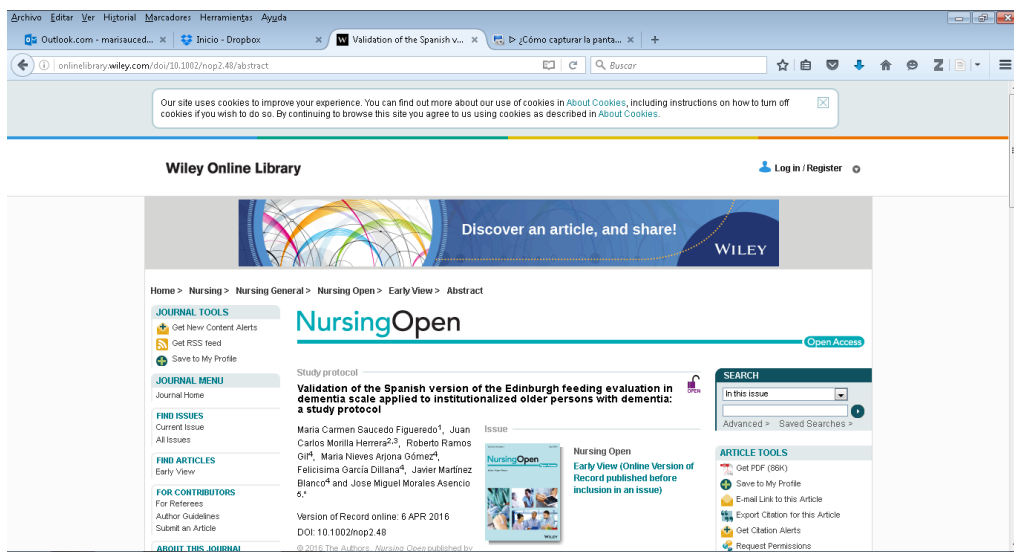 Archivo Editar Ver Historial Marcadores Herramientas Ayuda
Outlook.com - marisauced...
Inicio - Dropbox
Validation of the Spanish v...
¿Cómo capturar la panta...
onlinelibrary.wiley.com/doi/10.1002/nop2.48/abstract
Buscar
Our site uses cookies to improve your experience. You can find out more about our use of cookies in About Cookies, including instructions on how to turn off
cookies if you wish to do so. By continuing to browse this site you agree to us using cookies as described in About Cookies.
Wiley Online Library
Log in / Register
Discover an article, and share!
WILEY
Home > Nursing > Nursing General > Nursing Open > Early View > Abstract
JOURNAL TOOLS
Get New Content Alerts
Get RSS feed
Save to My Profile
JOURNAL MENU
Journal Home
FIND ISSUES
Current Issue
All Issues
FIND ARTICLES
Early View
FOR CONTRIBUTORS
For Referees
Author Guidelines
Submit an Article
ABOUT THIS JOURNAL
NursingOpen
Open Access
Study protocol
Validation of the Spanish version of the Edinburgh feeding evaluation in
dementia scale applied to institutionalized older persons with dementia:
a study protocol
OPEN
Maria Carmen Saucedo Figueredo1, Juan
Carlos Morilla Herrera2,3, Roberto Ramos
Gil4, Maria Nieves Arjona Gómez4,
Felicisima García Dillana4, Javier Martínez
Blanco4 and Jose Miguel Morales Asencio
5,*
Version of Record online: 6 APR 2016
DOI: 10.1002/nop2.48
© 2016 The Authors. Nursing Open published by
Issue
NursingOpen
WILEY
Nursing Open
Early View (Online Version of
Record published before
inclusion in an issue)
SEARCH
In this issue
Advanced > Saved Searches >
ARTICLE TOOLS
Get PDF (86K)
Save to My Profile
E-mail Link to this Article
Export Citation for this Article
Get Citation Alerts
Request Permissions